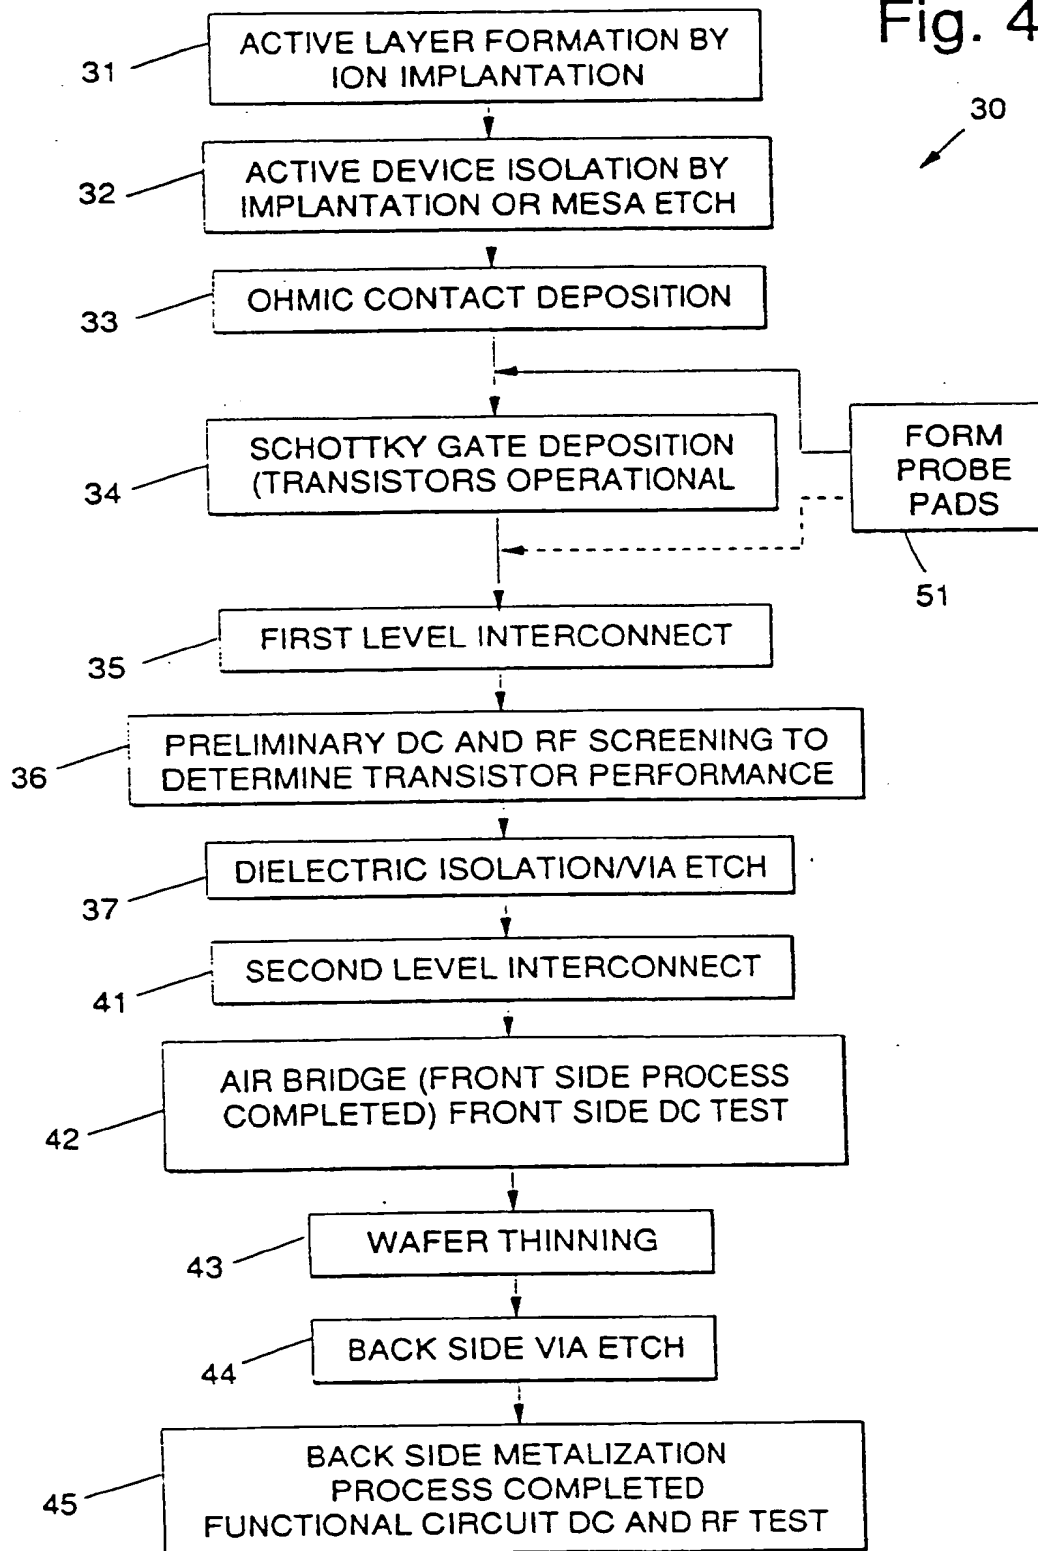 Fig. 4
30
31
ACTIVE LAYER FORMATION BY
ION IMPLANTATION
32
ACTIVE DEVICE ISOLATION BY
IMPLANTATION OR MESA ETCH
33
OHMIC CONTACT DEPOSITION
34
SCHOTTKY GATE DEPOSITION
(TRANSISTORS OPERATIONAL
FORM
PROBE
PADS
51
35
FIRST LEVEL INTERCONNECT
36
PRELIMINARY DC AND RF SCREENING TO
DETERMINE TRANSISTOR PERFORMANCE
37
DIELECTRIC ISOLATION/VIA ETCH
41
SECOND LEVEL INTERCONNECT
42
AIR BRIDGE (FRONT SIDE PROCESS
COMPLETED) FRONT SIDE DC TEST
43
WAFER THINNING
44
BACK SIDE VIA ETCH
45
BACK SIDE METALIZATION
PROCESS COMPLETED
FUNCTIONAL CIRCUIT DC AND RF TEST